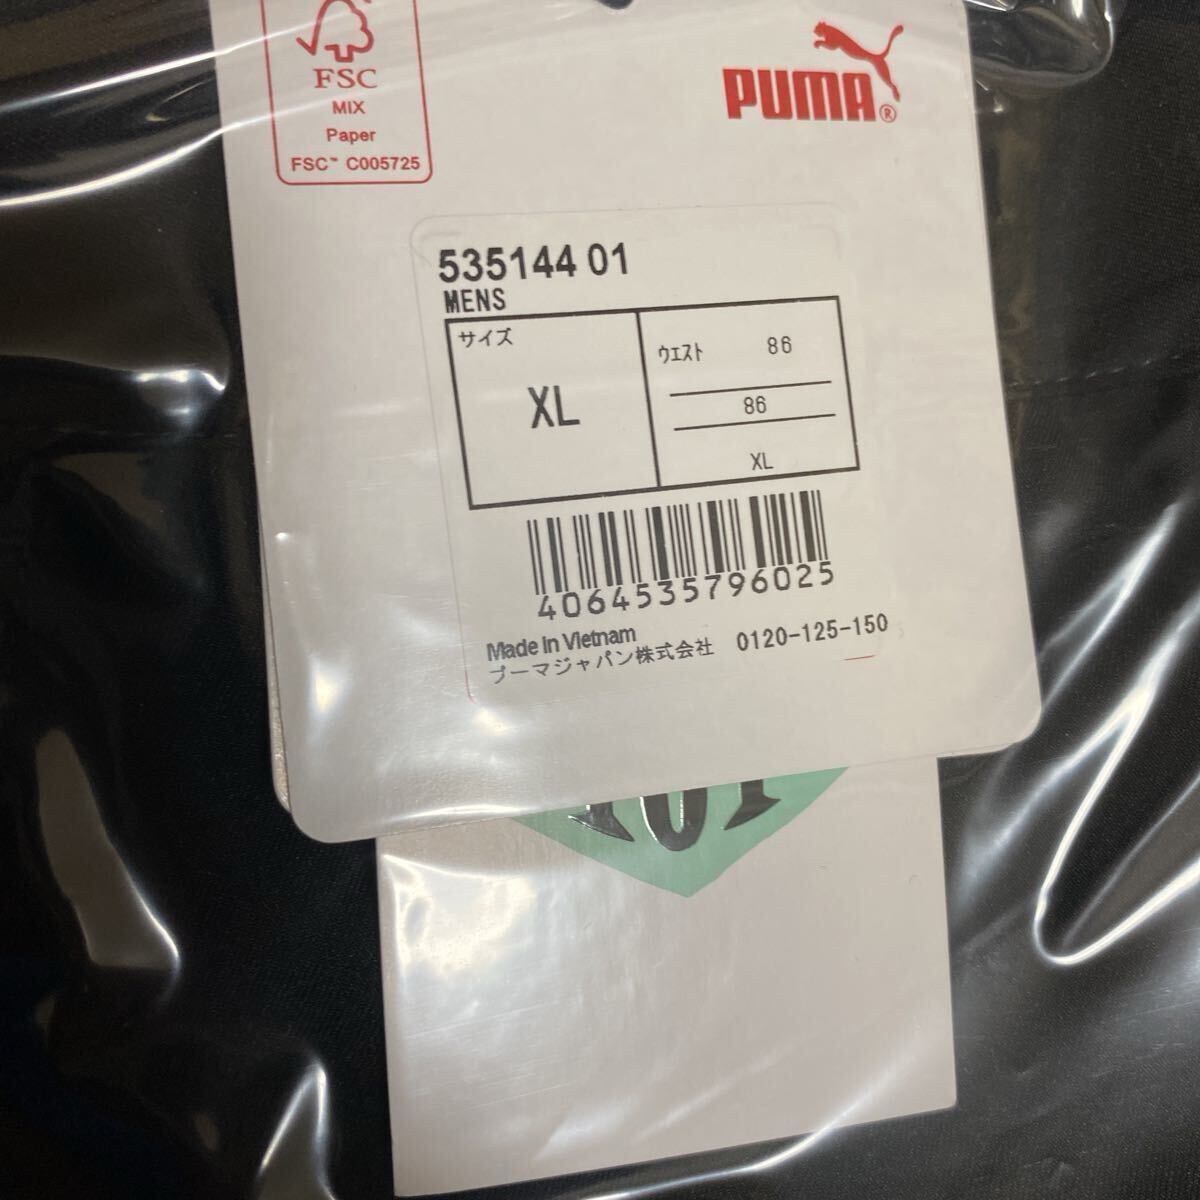 FSC
MIX
Paper
FSC™ C005725
PUMA®
535144 01
MENS
サイズ
XL
ウエスト 86
86
XL
4064535796025
Made in Vietnam
プーマジャパン株式会社 0120-125-150